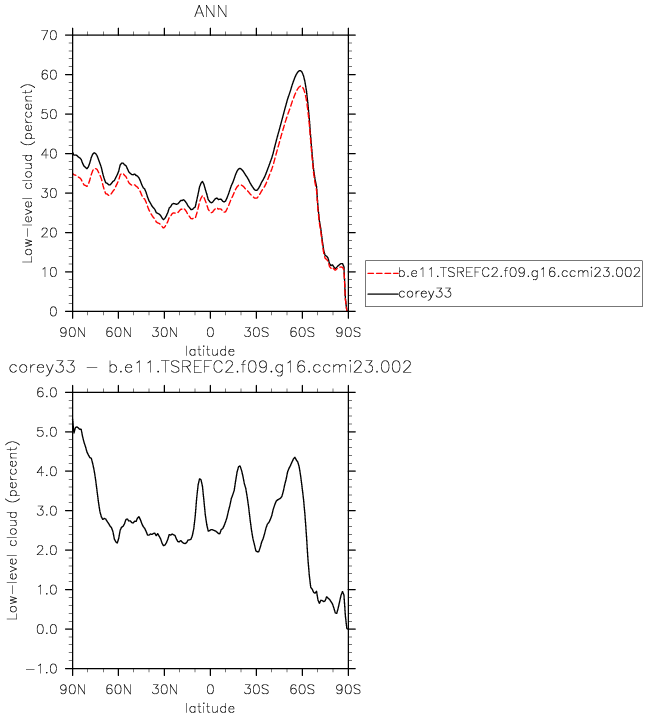 ANN
70
60
50
40
30
20
10
0
Low-level cloud (percent)
90N 60N 30N 0 30S 60S 90S
latitude
b.e11.TSREFC2.f09.g16.ccmi23.002
corey33
corey33 - b.e11.TSREFC2.f09.g16.ccmi23.002
6.0
5.0
4.0
3.0
2.0
1.0
0.0
-1.0
Low-level cloud (percent)
90N 60N 30N 0 30S 60S 90S
latitude